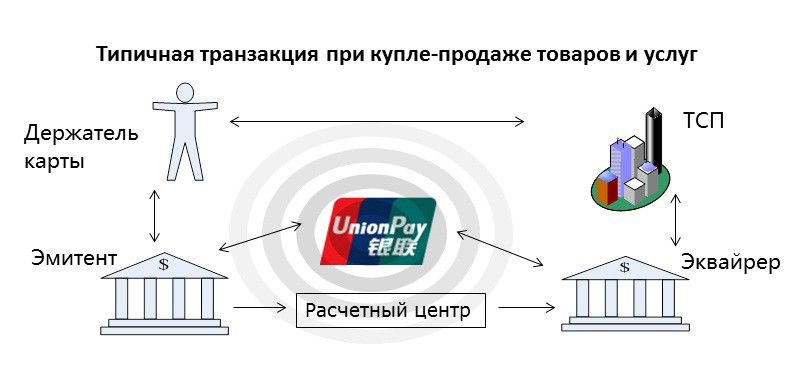 Типичная транзакция при купле-продаже товаров и услуг
Держатель
карты
ТСП
UnionPay
银联
Эмитент
$
$
Эквайрер
Расчетный центр